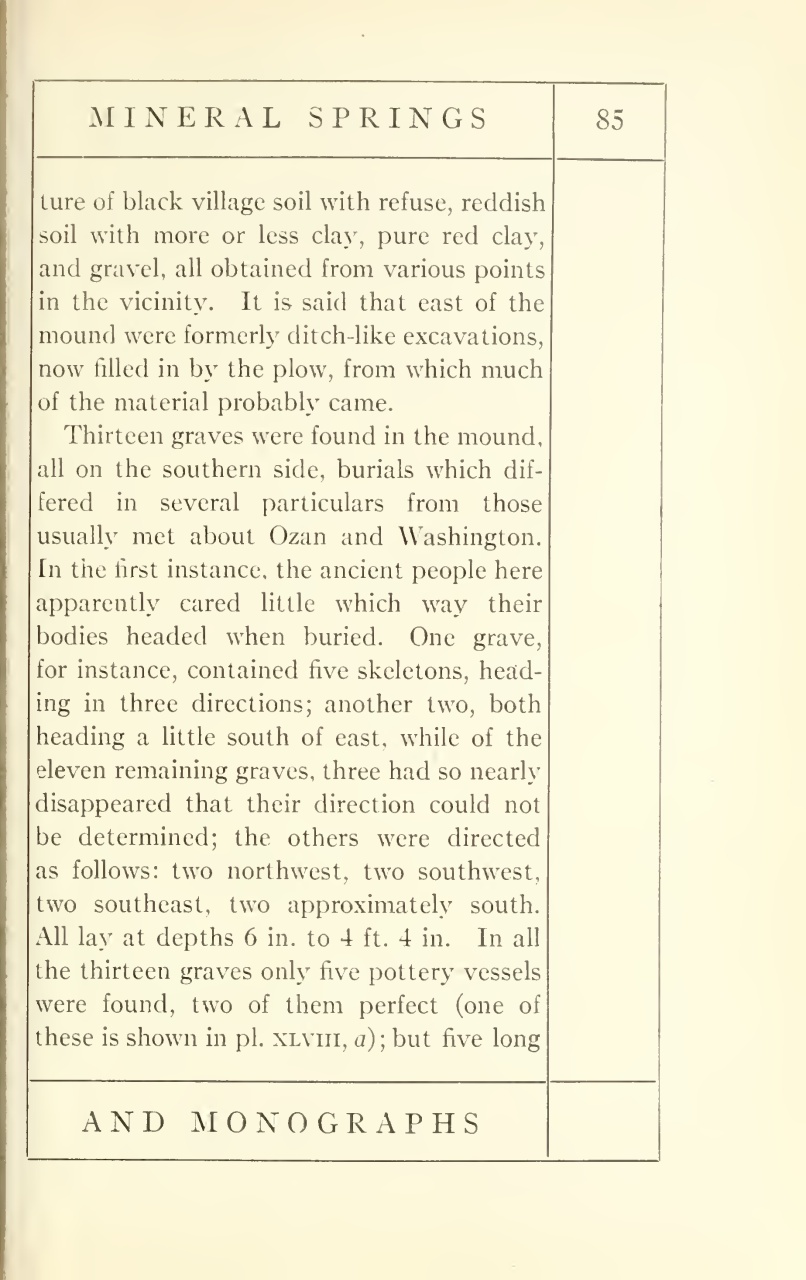 MINERAL SPRINGS
85
ture of black village soil with refuse, reddish
soil with more or less clay, pure red clay,
and gravel, all obtained from various points
in the vicinity. It is said that east of the
mound were formerly ditch-like excavations,
now filled in by the plow, from which much
of the material probably came.
Thirteen graves were found in the mound,
all on the southern side, burials which dif-
fered in several particulars from those
usually met about Ozan and Washington.
In the first instance, the ancient people here
apparently cared little which way their
bodies headed when buried. One grave,
for instance, contained five skeletons, head-
ing in three directions; another two, both
heading a little south of east, while of the
eleven remaining graves, three had so nearly
disappeared that their direction could not
be determined; the others were directed
as follows: two northwest, two southwest,
two southeast, two approximately south.
All lay at depths 6 in. to 4 ft. 4 in. In all
the thirteen graves only five pottery vessels
were found, two of them perfect (one of
these is shown in pl. XLVIII, a); but five long
AND MONOGRAPHS